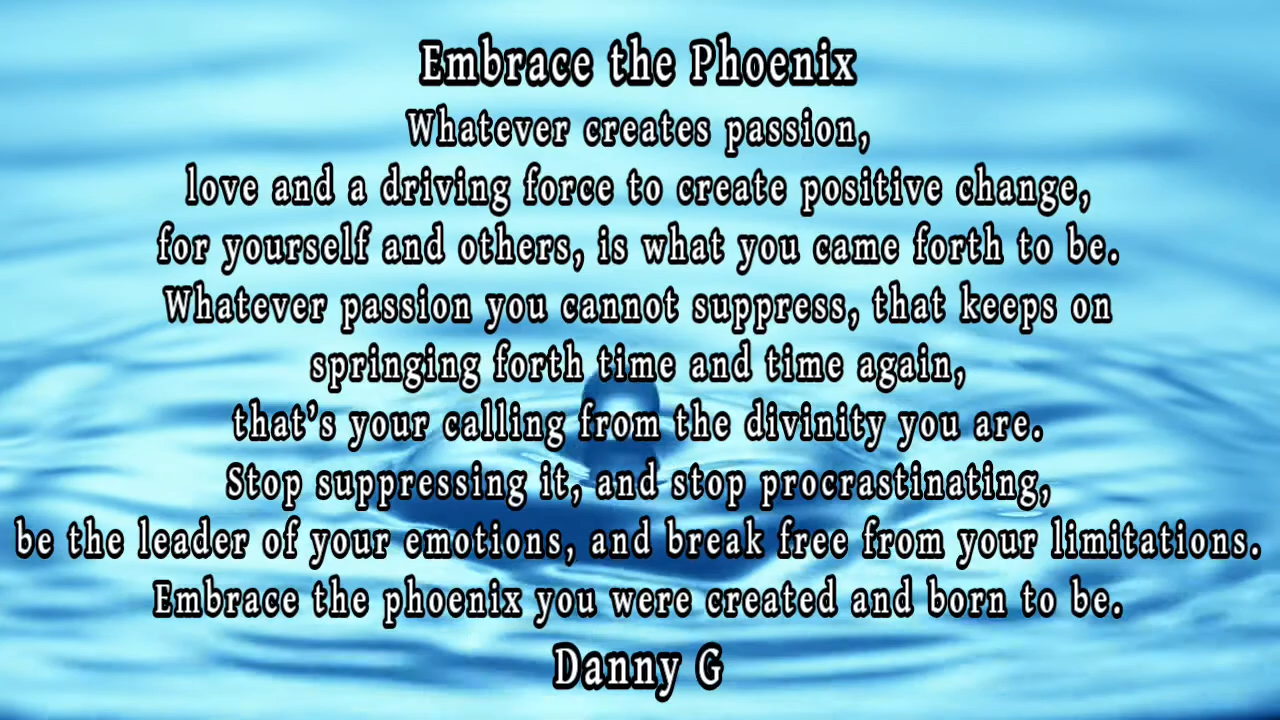 Embrace the Phoenix
Whatever creates passion,
love and a driving force to create positive change,
for yourself and others, is what you came forth to be.
Whatever passion you cannot suppress, that keeps on
springing forth time and time again,
that’s your calling from the divinity you are.
Stop suppressing it, and stop procrastinating,
be the leader of your emotions, and break free from your limitations.
Embrace the phoenix you were created and born to be.
Danny G